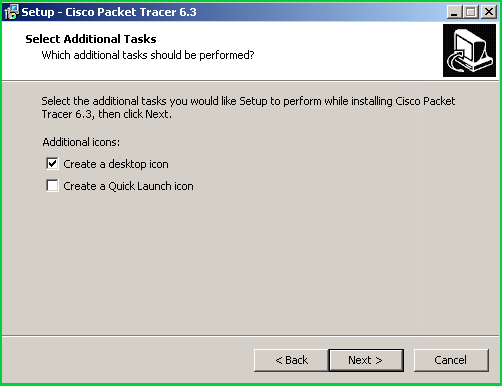 Setup - Cisco Packet Tracer 6.3
Select Additional Tasks
Which additional tasks should be performed?
Select the additional tasks you would like Setup to perform while installing Cisco Packet
Tracer 6.3, then click Next.
Additional icons:
Create a desktop icon
Create a Quick Launch icon
< Back
Next >
Cancel